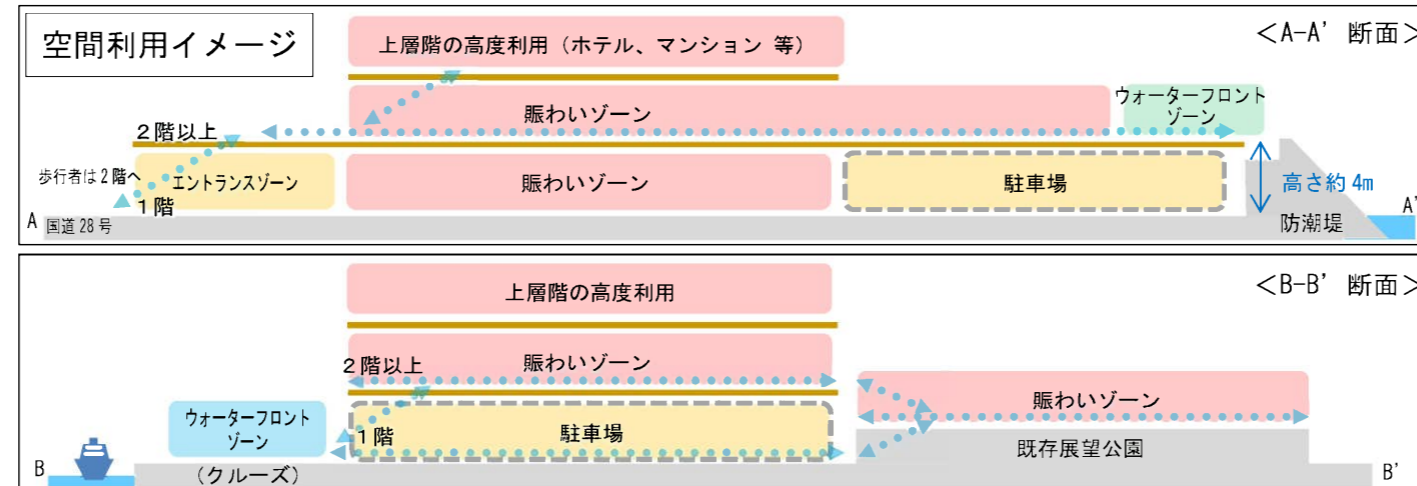 空間利用イメージ
＜A-A’ 断面＞
上層階の高度利用（ホテル、マンション 等）
賑わいゾーン
ウォーターフロント
ゾーン
２階以上
歩行者は２階へ
エントランスゾーン
賑わいゾーン
駐車場
高さ約 4m
１階
A
国道 28 号
防潮堤
A’
＜B-B’ 断面＞
上層階の高度利用
２階以上
賑わいゾーン
賑わいゾーン
ウォーターフロント
ゾーン
１階
駐車場
既存展望公園
B
（クルーズ）
B’